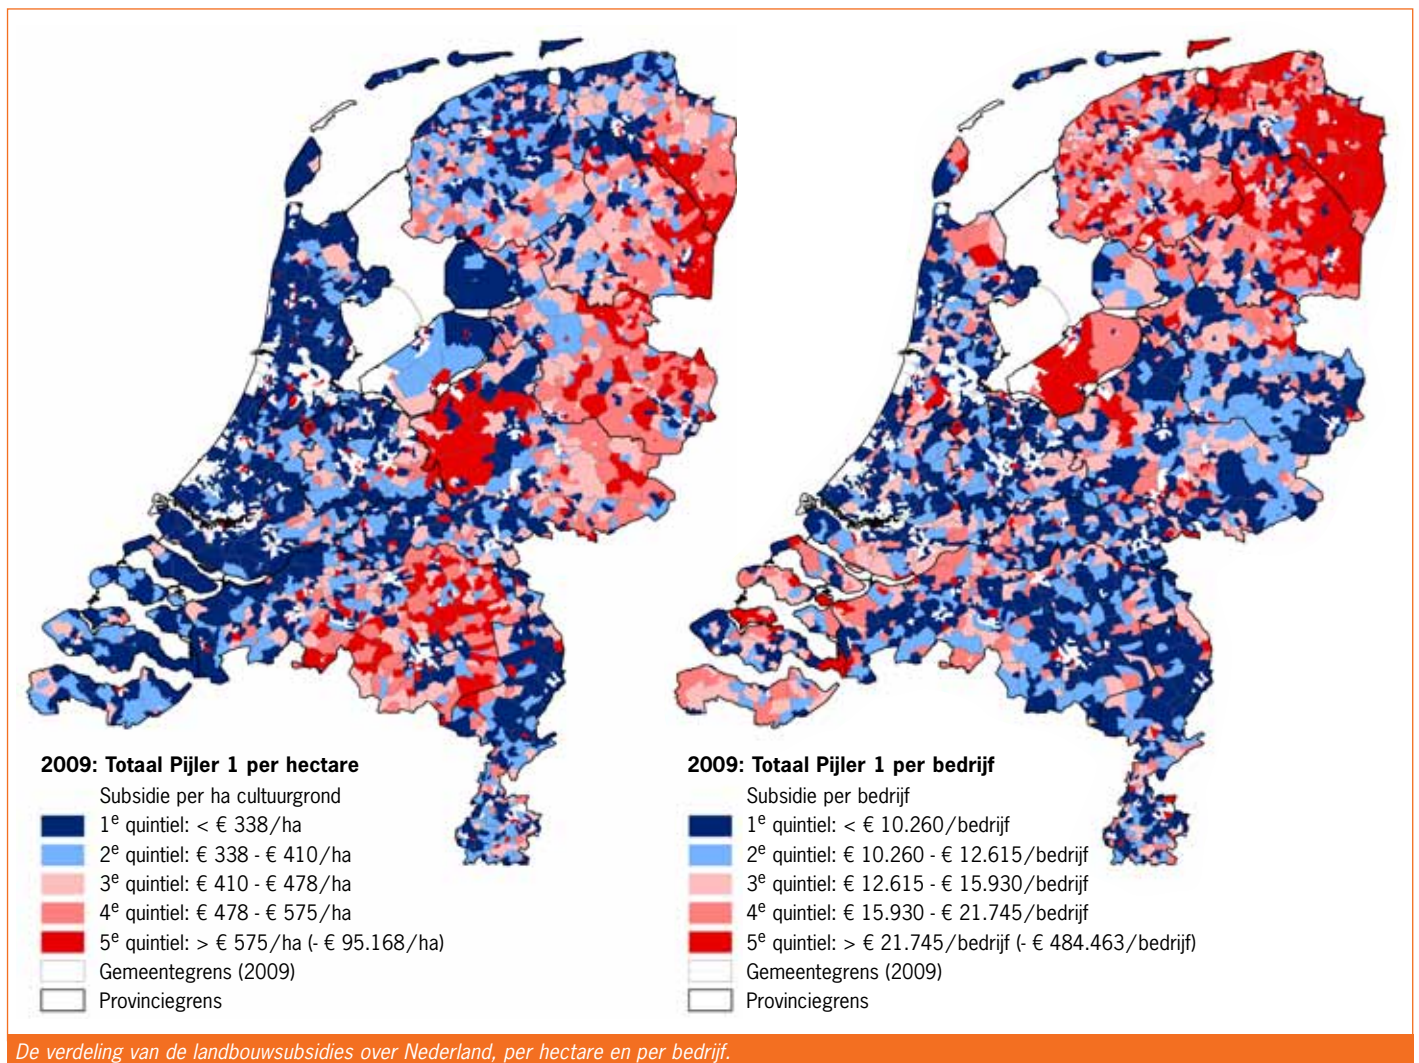 2009: Totaal Pijler 1 per hectare
Subsidie per ha cultuurgrond
1e quintiel: < € 338/ha
2e quintiel: € 338 - € 410/ha
3e quintiel: € 410 - € 478/ha
4e quintiel: € 478 - € 575/ha
5e quintiel: > € 575/ha (- € 95.168/ha)
Gemeentegrens (2009)
Provinciegrens
2009: Totaal Pijler 1 per bedrijf
Subsidie per bedrijf
1e quintiel: < € 10.260/bedrijf
2e quintiel: € 10.260 - € 12.615/bedrijf
3e quintiel: € 12.615 - € 15.930/bedrijf
4e quintiel: € 15.930 - € 21.745/bedrijf
5e quintiel: > € 21.745/bedrijf (- € 484.463/bedrijf)
Gemeentegrens (2009)
Provinciegrens
De verdeling van de landbouwsubsidies over Nederland, per hectare en per bedrijf.